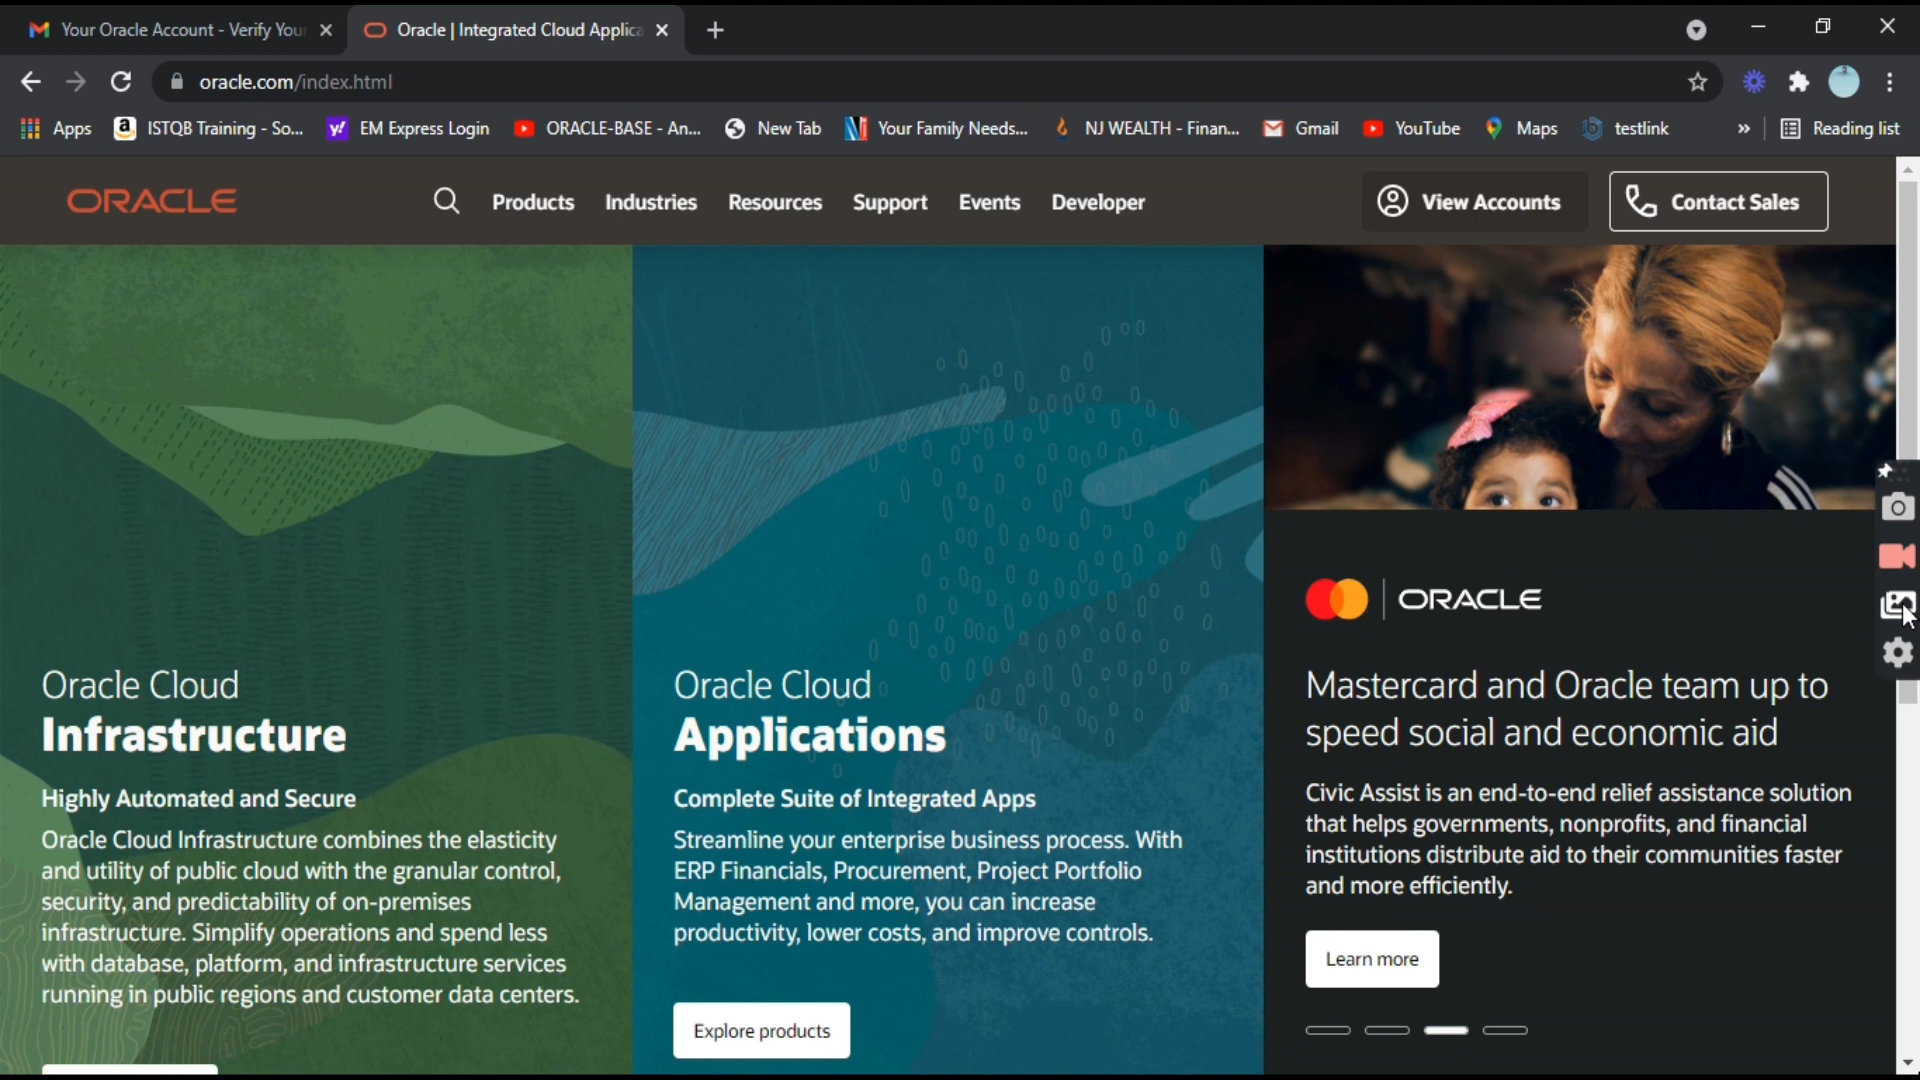 Your Oracle Account - Verify You
Oracle | Integrated Cloud Applica
oracle.com/index.html
Apps
ISTQB Training - So...
EM Express Login
ORACLE-BASE - An...
New Tab
Your Family Needs...
NJ WEALTH - Finan...
Gmail
YouTube
Maps
testlink
»
Reading list
ORACLE
Products
Industries
Resources
Support
Events
Developer
View Accounts
Contact Sales
Oracle Cloud
Infrastructure
Highly Automated and Secure
Oracle Cloud Infrastructure combines the elasticity
and utility of public cloud with the granular control,
security, and predictability of on-premises
infrastructure. Simplify operations and spend less
with database, platform, and infrastructure services
running in public regions and customer data centers.
Oracle Cloud
Applications
Complete Suite of Integrated Apps
Streamline your enterprise business process. With
ERP Financials, Procurement, Project Portfolio
Management and more, you can increase
productivity, lower costs, and improve controls.
Explore products
ORACLE
Mastercard and Oracle team up to
speed social and economic aid
Civic Assist is an end-to-end relief assistance solution
that helps governments, nonprofits, and financial
institutions distribute aid to their communities faster
and more efficiently.
Learn more